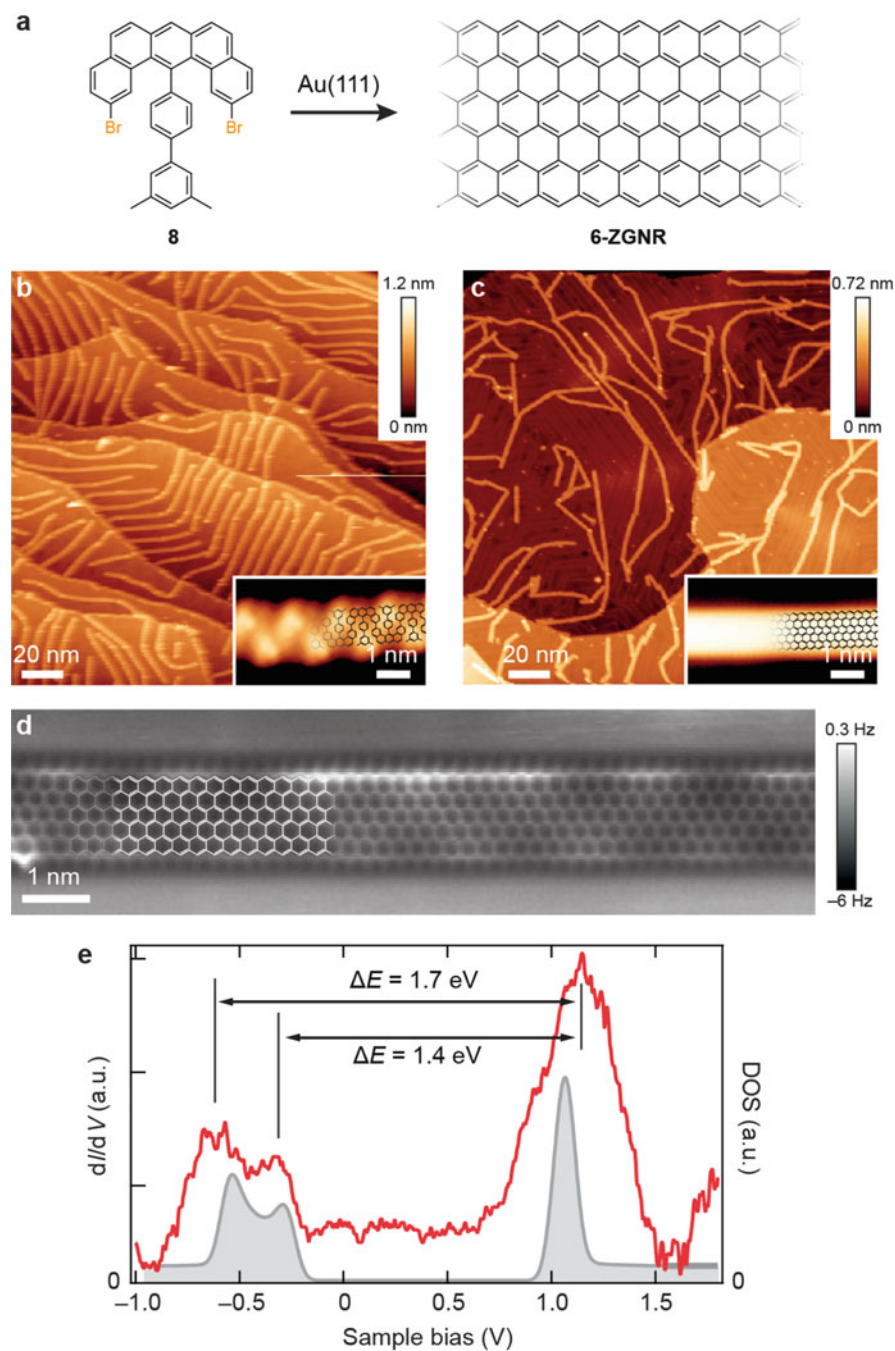 a
Br
Br
Au(111)
8
6-ZGNR
b
1.2 nm
0 nm
20 nm
1 nm
c
0.72 nm
0 nm
20 nm
1 nm
d
0.3 Hz
–6 Hz
1 nm
e
ΔE = 1.7 eV
ΔE = 1.4 eV
dI/dV (a.u.)
DOS (a.u.)
0
0
–1.0
–0.5
0
0.5
1.0
1.5
Sample bias (V)